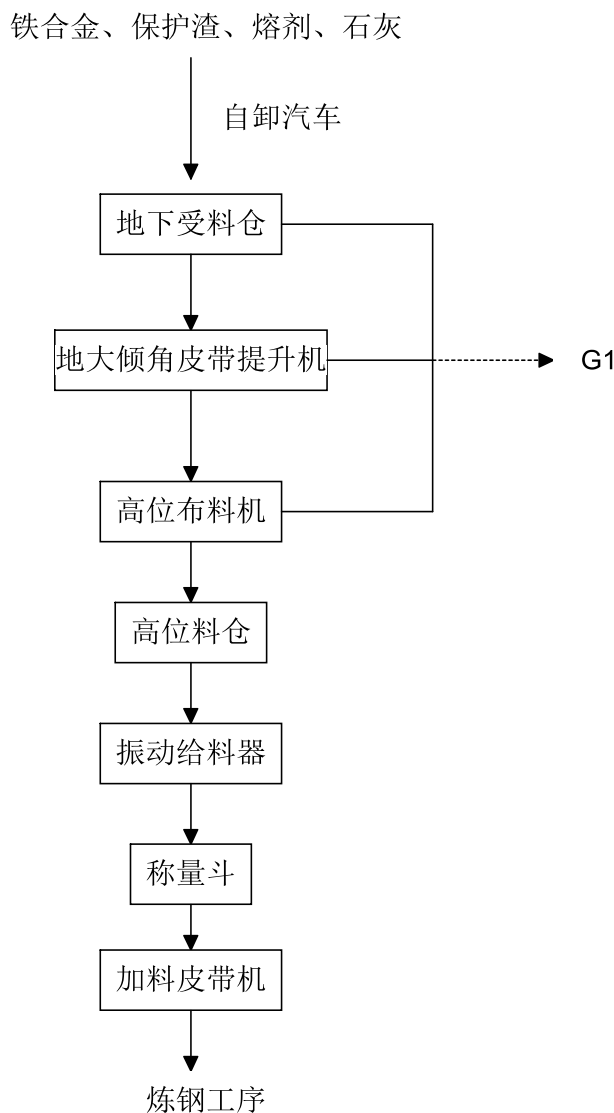 铁合金、保护渣、熔剂、石灰
自卸汽车
地下受料仓
地大倾角皮带提升机
G1
高位布料机
高位料仓
振动给料器
称量斗
加料皮带机
炼钢工序